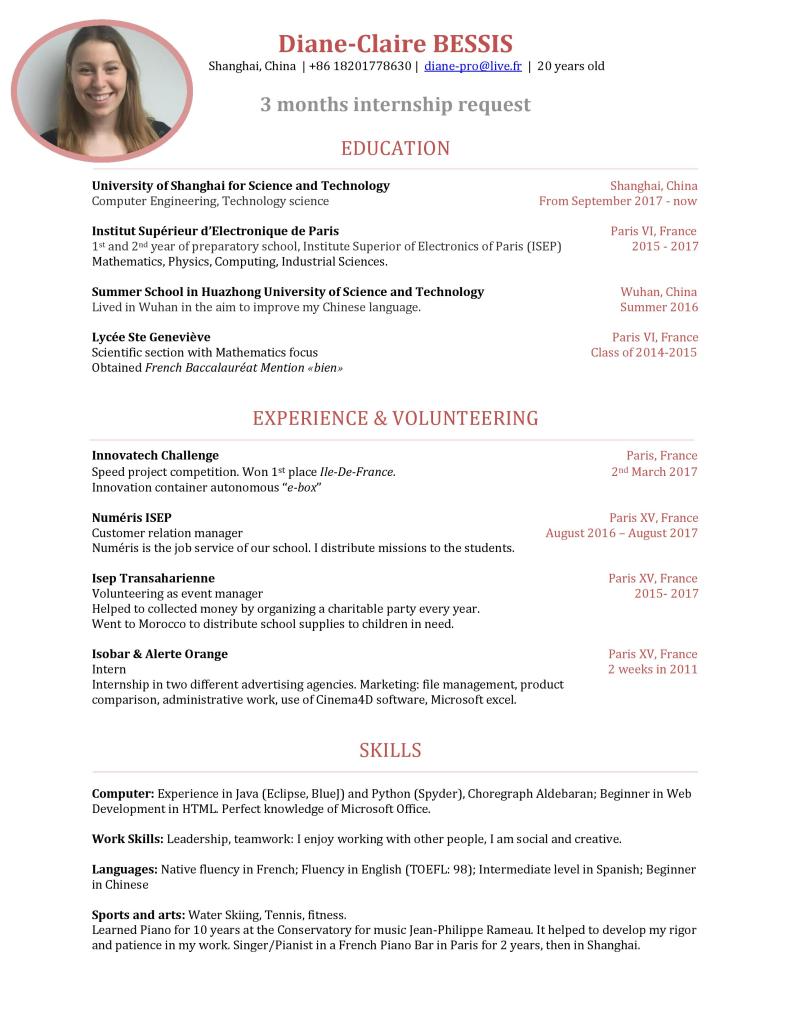 Diane-Claire BESSIS
Shanghai, China | +86 18201778630 | diane-pro@live.fr | 20 years old
3 months internship request
EDUCATION
University of Shanghai for Science and Technology Shanghai, China
Computer Engineering, Technology science From September 2017 - now
Institut Supérieur d'Electronique de Paris Paris VI, France
1st and 2nd year of preparatory school, Institute Superior of Electronics of Paris (ISEP) 2015 - 2017
Mathematics, Physics, Computing, Industrial Sciences.
Summer School in Huazhong University of Science and Technology Wuhan, China
Lived in Wuhan in the aim to improve my Chinese language. Summer 2016
Lycée Ste Geneviève Paris VI, France
Scientific section with Mathematics focus Class of 2014-2015
Obtained French Baccalauréat Mention «bien»
EXPERIENCE & VOLUNTEERING
Innovatech Challenge Paris, France
Speed project competition. Won 1st place Ile-De-France. 2nd March 2017
Innovation container autonomous “e-box”
Numéris ISEP Paris XV, France
Customer relation manager August 2016 – August 2017
Numéris is the job service of our school. I distribute missions to the students.
Isep Transaharienne Paris XV, France
Volunteering as event manager 2015- 2017
Helped to collected money by organizing a charitable party every year.
Went to Morocco to distribute school supplies to children in need.
Isobar & Alerte Orange Paris XV, France
Intern 2 weeks in 2011
Internship in two different advertising agencies. Marketing: file management, product
comparison, administrative work, use of Cinema4D software, Microsoft excel.
SKILLS
Computer: Experience in Java (Eclipse, BlueJ) and Python (Spyder), Choregraph Aldebaran; Beginner in Web
Development in HTML. Perfect knowledge of Microsoft Office.
Work Skills: Leadership, teamwork: I enjoy working with other people, I am social and creative.
Languages: Native fluency in French; Fluency in English (TOEFL: 98); Intermediate level in Spanish; Beginner
in Chinese
Sports and arts: Water Skiing, Tennis, fitness.
Learned Piano for 10 years at the Conservatory for music Jean-Philippe Rameau. It helped to develop my rigor
and patience in my work. Singer/Pianist in a French Piano Bar in Paris for 2 years, then in Shanghai.